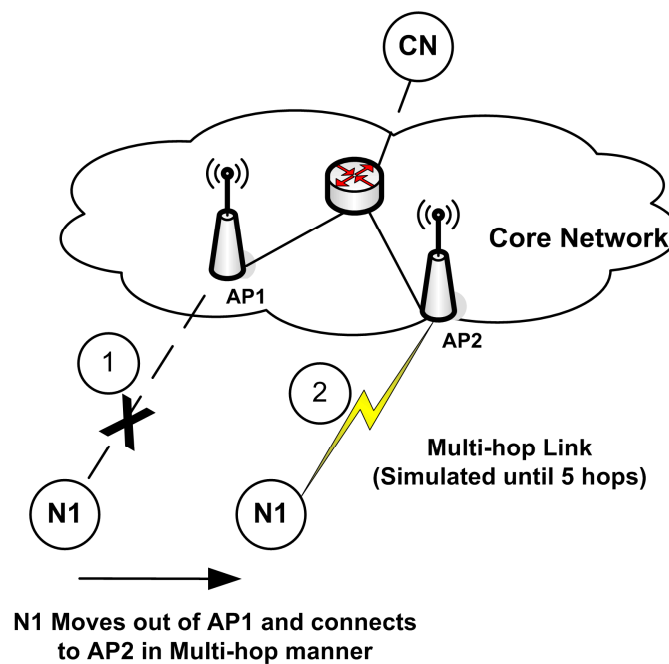 CN
Core Network
AP1
AP2
1
2
Multi-hop Link
(Simulated until 5 hops)
N1
N1
N1 Moves out of AP1 and connects
to AP2 in Multi-hop manner